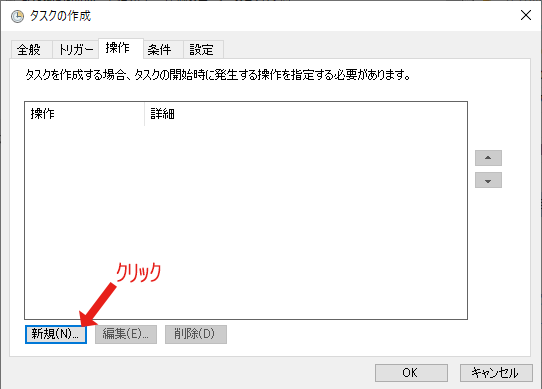 タスクの作成
全般 トリガー 操作 条件 設定
タスクを作成する場合、タスクの開始時に発生する操作を指定する必要があります。
操作 詳細
クリック
新規(N)... 編集(E)... 削除(D)
OK キャンセル